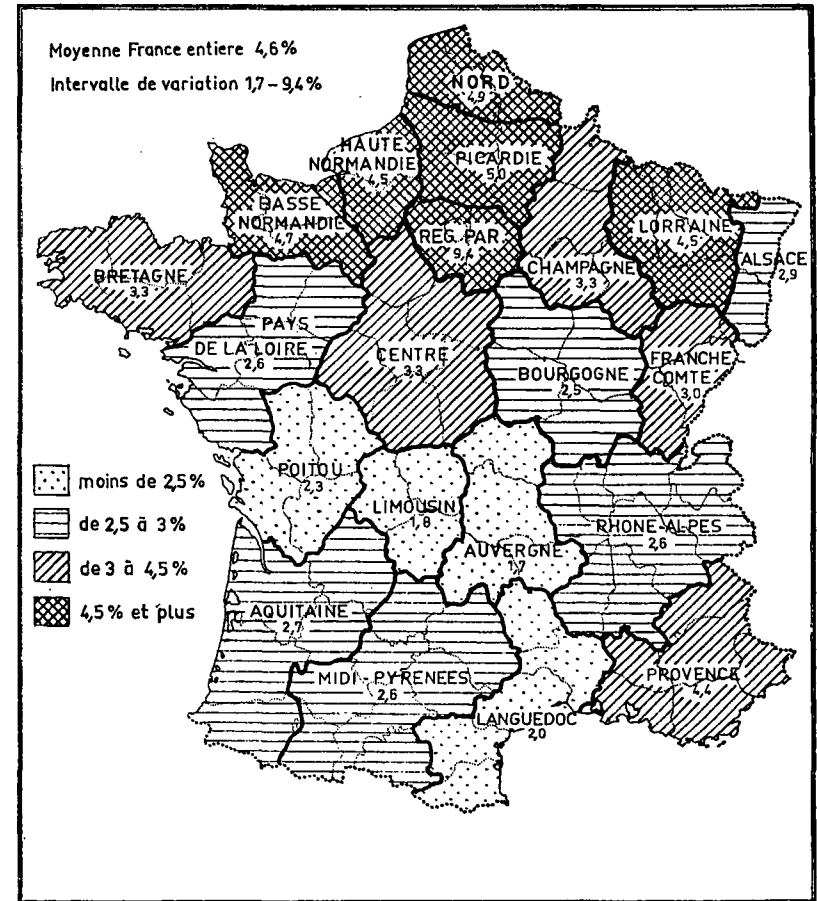 Moyenne France entiere 4,6%
Intervalle de variation 1,7 – 9,4%
NORD
4,9
HAUTE
NORMANDIE
4,5
PICARDIE
5,0
BASSE
NORMANDIE
4,7
REG. PAR.
9,4
LORRAINE
4,5
ALSACE
2,9
CHAMPAGNE
3,3
BRETAGNE
3,3
PAYS
DE LA LOIRE
2,6
CENTRE
3,3
BOURGOGNE
2,5
FRANCHE
COMTE
3,0
POITOU
2,3
LIMOUSIN
1,8
AUVERGNE
1,7
RHONE-ALPES
2,6
AQUITAINE
2,7
MIDI - PYRENEES
2,6
LANGUEDOC
2,0
PROVENCE
4,4
moins de 2,5%
de 2,5 à 3%
de 3 à 4,5%
4,5% et plus